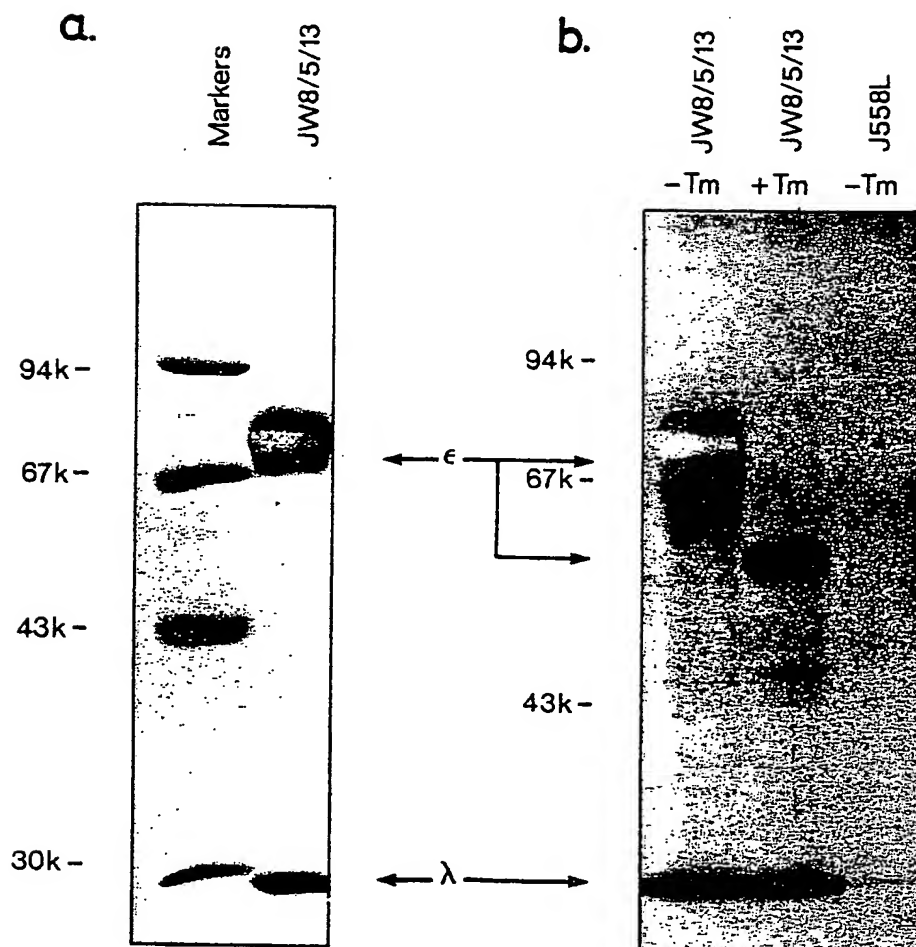 a.
Markers
JW8/5/13
94k-
67k-
43k-
30k-
ϵ
λ
b.
JW8/5/13
JW8/5/13
J558L
-Tm
+Tm
-Tm
94k-
67k-
43k-